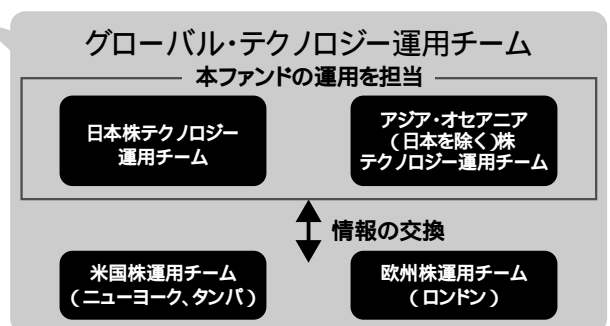 グローバル・テクノロジー運用チーム
本ファンドの運用を担当
日本株テクノロジー
運用チーム
アジア・オセアニア
(日本を除く)株
テクノロジー運用チーム
情報の交換
米国株運用チーム
(ニューヨーク、タンパ)
欧州株運用チーム
(ロンドン)